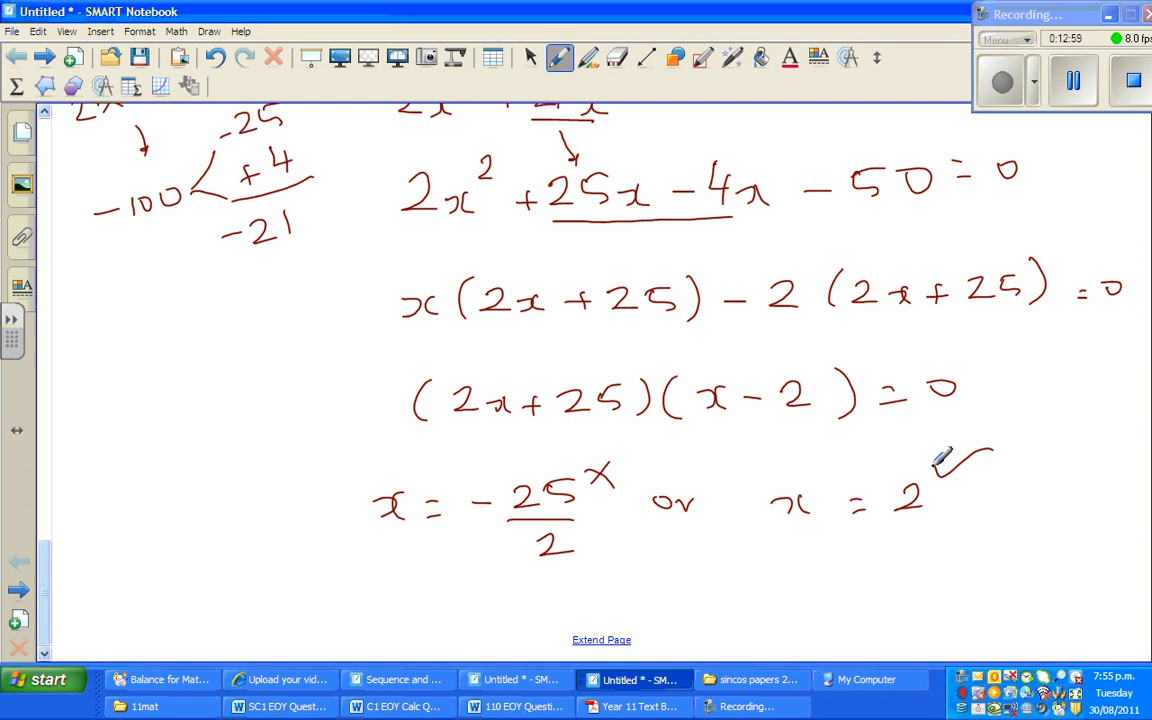 Untitled * - SMART Notebook
Recording...
File Edit View Insert Format Math Draw Help
Menu
0:12:59
8.0 fps
-25
+4
-100
-21
2x² + 25x - 4x - 50 = 0
x(2x + 25) - 2(2x + 25) = 0
(2x+25)(x-2) = 0
x = -25/2 x or x = 2 ✓
Extend Page
start
Balance for Mat...
Upload your vid...
Sequence and ...
Untitled * - SM...
Untitled * - SM...
sincos papers 2...
My Computer
7:55 p.m.
11mat
SC1 EOY Quest...
C1 EOY Calc Q...
110 EOY Questi...
Year 11 Text B...
Recording...
Tuesday
30/08/2011